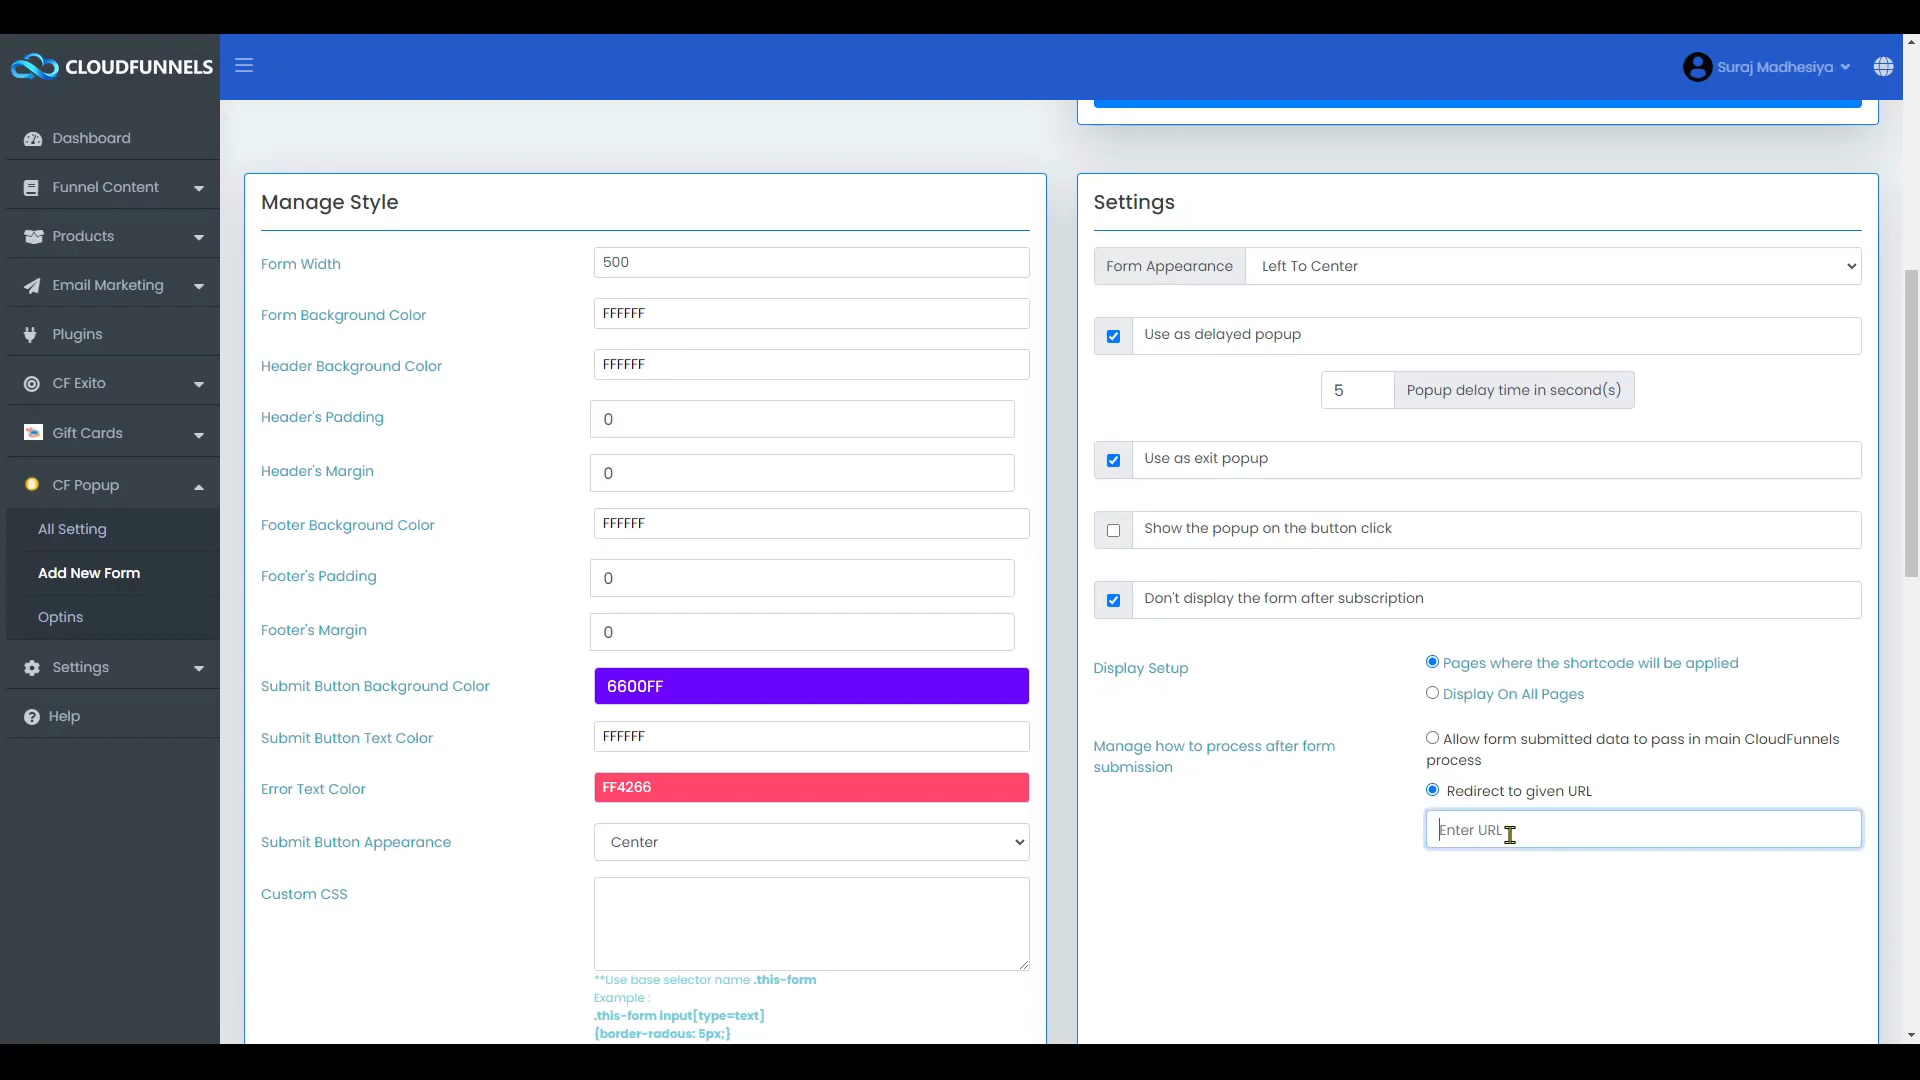 CLOUDFUNNELS
Suraj Madhesiya
Dashboard
Funnel Content
Products
Email Marketing
Plugins
CF Exito
Gift Cards
CF Popup
All Setting
Add New Form
Optins
Settings
Help
Manage Style
Form Width
500
Form Background Color
FFFFFF
Header Background Color
FFFFFF
Header's Padding
0
Header's Margin
0
Footer Background Color
FFFFFF
Footer's Padding
0
Footer's Margin
0
Submit Button Background Color
6600FF
Submit Button Text Color
FFFFFF
Error Text Color
FF4266
Submit Button Appearance
Center
Custom CSS
**Use base selector name .this-form
Example :
.this-form input[type=text]
{border-radous: 5px;}
Settings
Form Appearance
Left To Center
Use as delayed popup
5
Popup delay time in second(s)
Use as exit popup
Show the popup on the button click
Don't display the form after subscription
Display Setup
Pages where the shortcode will be applied
Display On All Pages
Manage how to process after form
submission
Allow form submitted data to pass in main CloudFunnels
process
Redirect to given URL
Enter URL